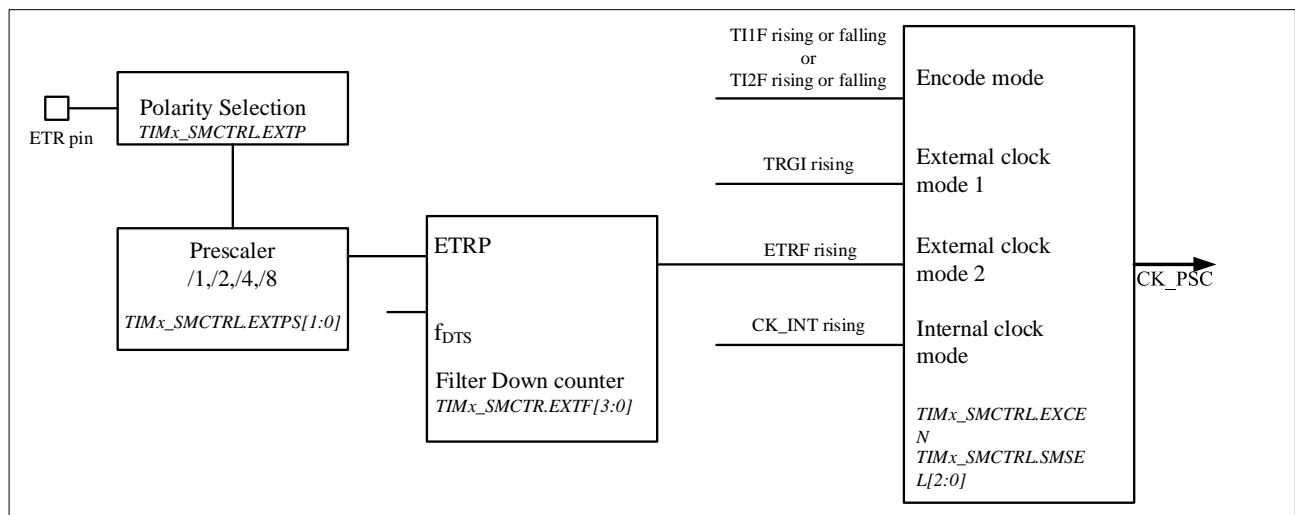 ETR pin
Polarity Selection
TIMx_SMCTRL.EXTP
Prescaler
/1,/2,/4,/8
TIMx_SMCTRL.EXTPS[1:0]
ETRP
fDTS
Filter Down counter
TIMx_SMCTR.EXTF[3:0]
TI1F rising or falling
or
TI2F rising or falling
TRGI rising
ETRF rising
CK_INT rising
Encode mode
External clock
mode 1
External clock
mode 2
Internal clock
mode
TIMx_SMCTRL.EXCE
N
TIMx_SMCTRL.SMSE
L[2:0]
CK_PSC